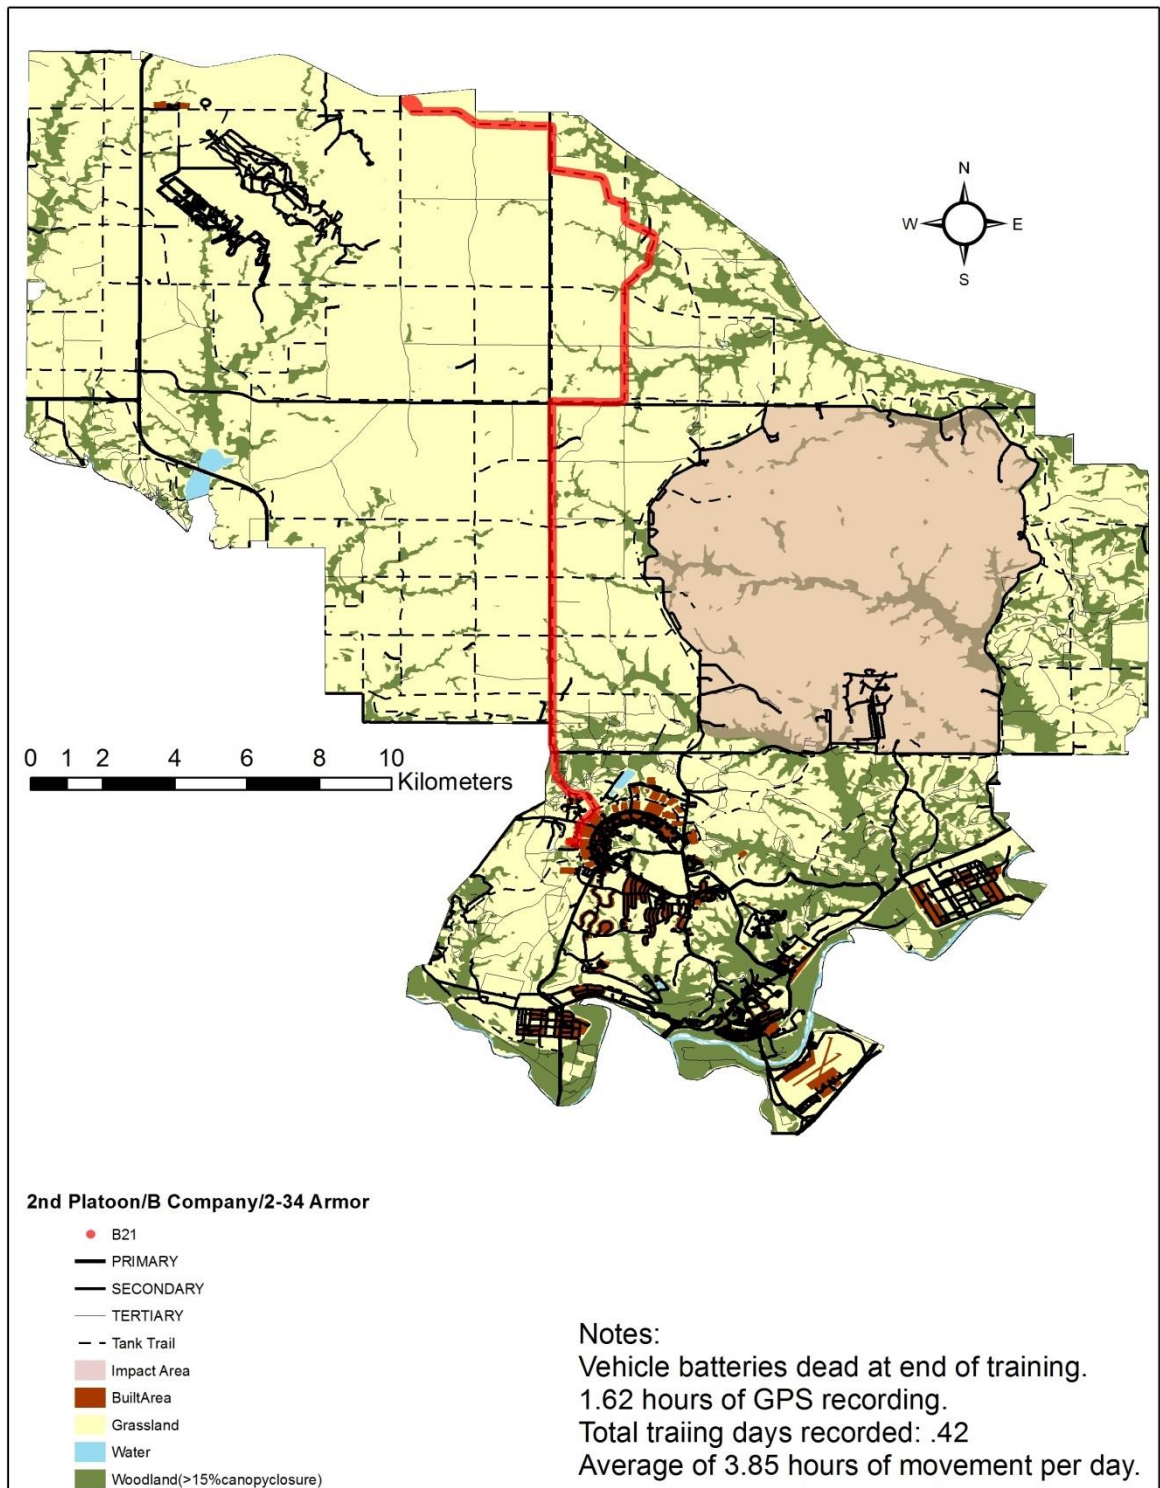 N
W E
S
0 1 2 4 6 8 10
Kilometers
2nd Platoon/B Company/2-34 Armor
B21
PRIMARY
SECONDARY
TERTIARY
Tank Trail
Impact Area
BuiltArea
Grassland
Water
Woodland(>15%canopyclosure)
Notes:
Vehicle batteries dead at end of training.
1.62 hours of GPS recording.
Total traiing days recorded: .42
Average of 3.85 hours of movement per day.